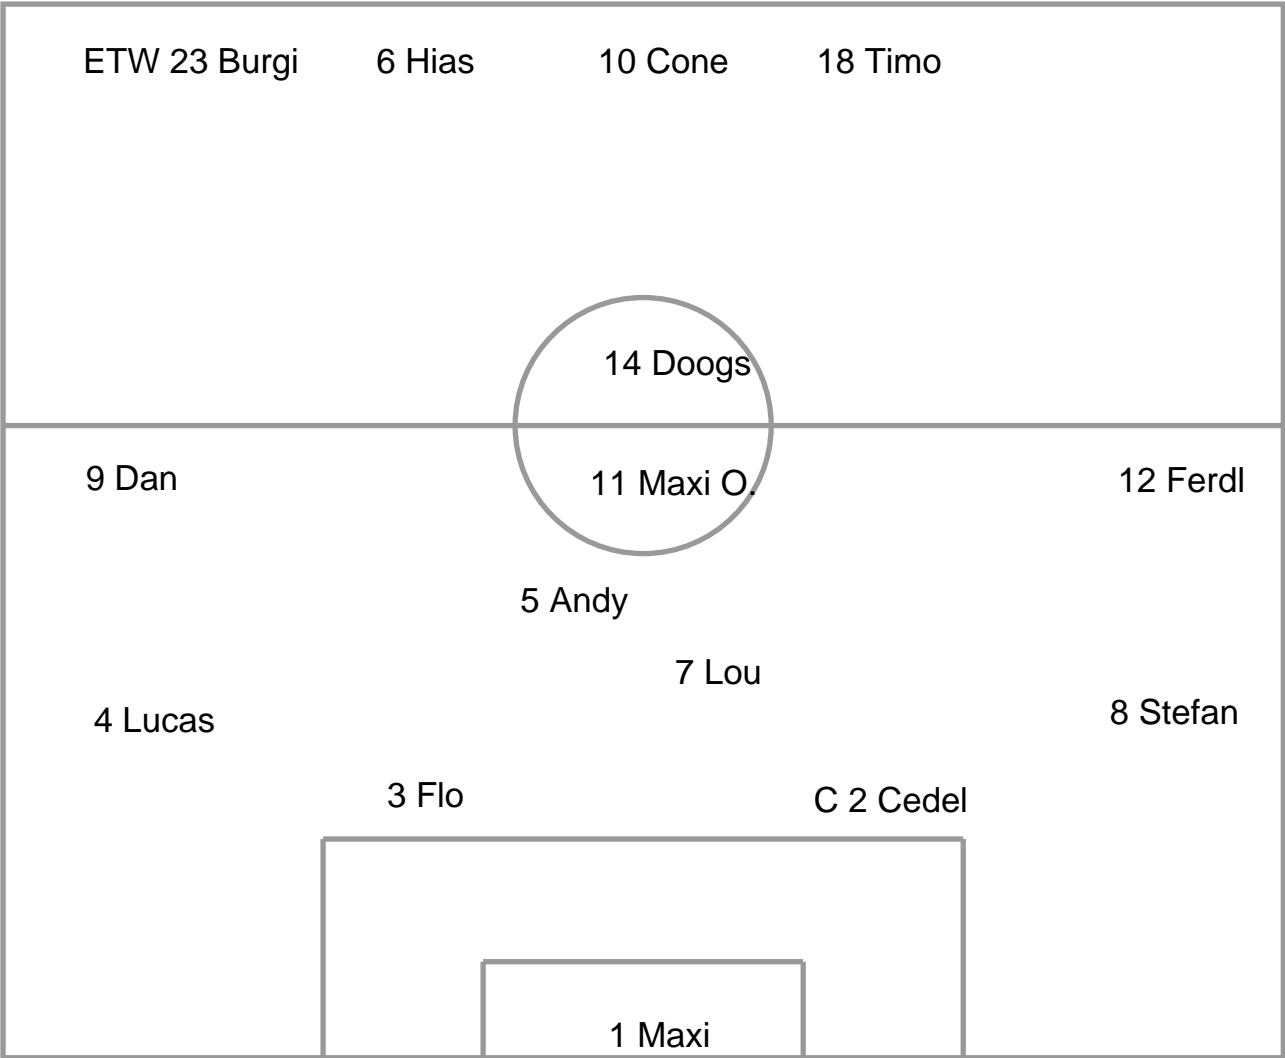 ETW 23 Burgi 6 Hias 10 Cone 18 Timo
14 Doogs
9 Dan 11 Maxi O. 12 Ferdl
5 Andy
7 Lou
4 Lucas 8 Stefan
3 Flo C 2 Cedel
1 Maxi